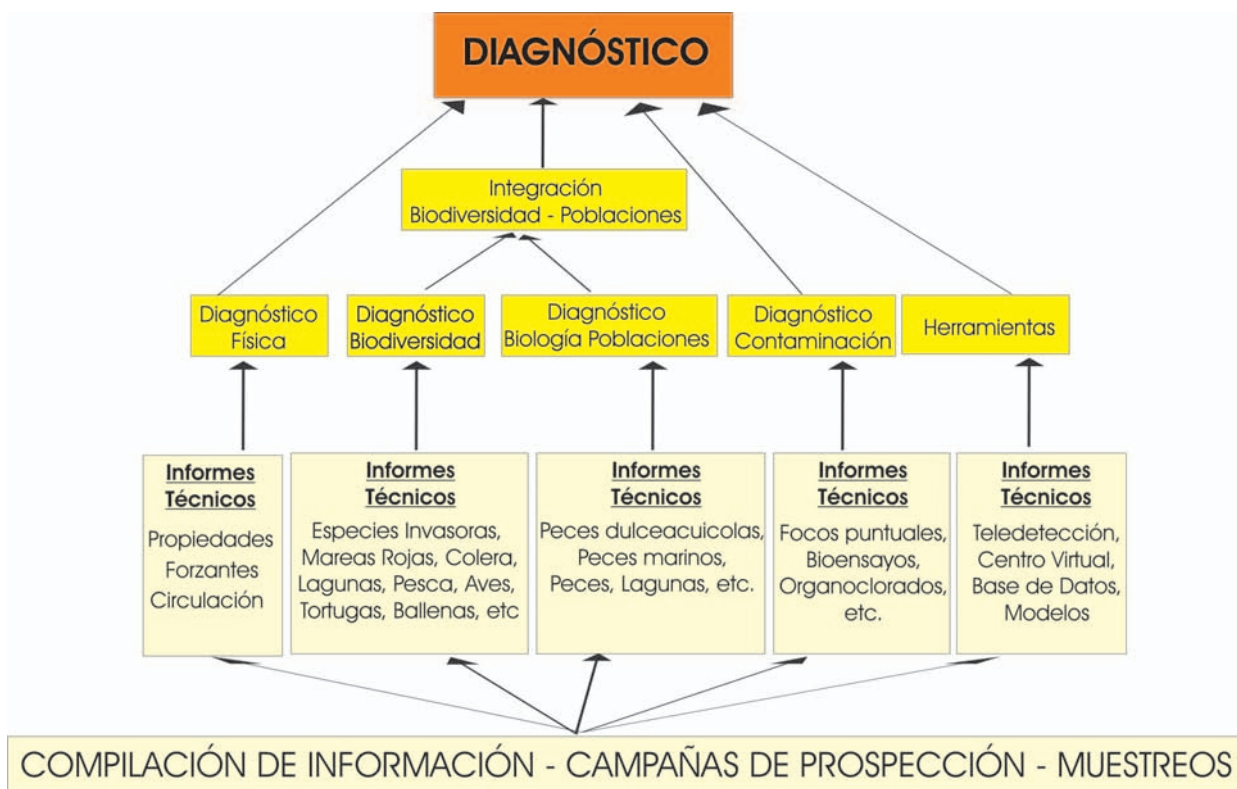 DIAGNÓSTICO
Integración
Biodiversidad - Poblaciones
Diagnóstico
Física
Diagnóstico
Biodiversidad
Diagnóstico
Biología Poblaciones
Diagnóstico
Contaminación
Herramientas
Informes
Técnicos
Propiedades
Forzantes
Circulación
Informes
Técnicos
Especies Invasoras,
Mareas Rojas, Colera,
Lagunas, Pesca, Aves,
Tortugas, Ballenas, etc
Informes
Técnicos
Peces dulceacuicolas,
Peces marinos,
Peces, Lagunas, etc.
Informes
Técnicos
Focos puntuales,
Bioensayos,
Organoclorados,
etc.
Informes
Técnicos
Teledetección,
Centro Virtual,
Base de Datos,
Modelos
COMPILACIÓN DE INFORMACIÓN - CAMPAÑAS DE PROSPECCIÓN - MUESTREOS